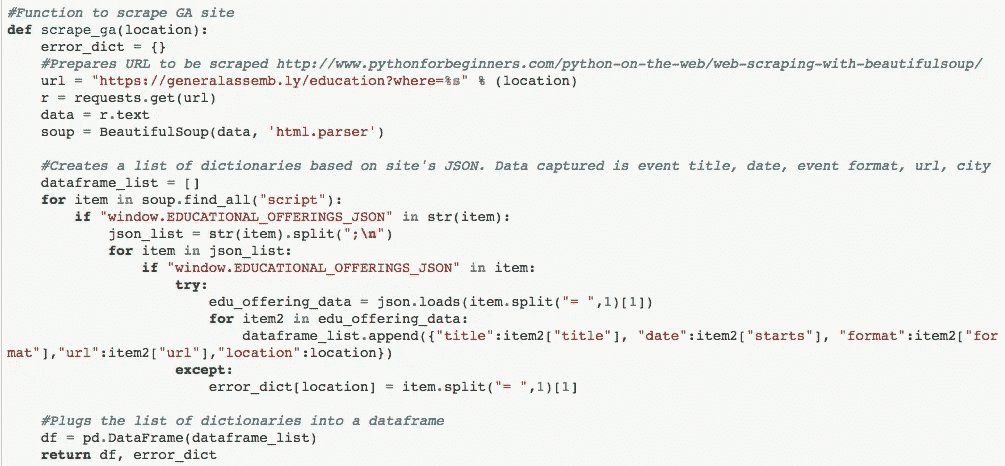 #Function to scrape GA site
def scrape_ga(location):
    error_dict = {}
    #Prepares URL to be scraped http://www.pythonforbeginners.com/python-on-the-web/web-scraping-with-beautifulsoup/
    url = "https://generalassemb.ly/education?where=%s" % (location)
    r = requests.get(url)
    data = r.text
    soup = BeautifulSoup(data, 'html.parser')

    #Creates a list of dictionaries based on site's JSON. Data captured is event title, date, event format, url, city
    dataframe_list = []
    for item in soup.find_all("script"):
        if "window.EDUCATIONAL_OFFERINGS_JSON" in str(item):
            json_list = str(item).split(";\n")
            for item in json_list:
                if "window.EDUCATIONAL_OFFERINGS_JSON" in item:
                    try:
                        edu_offering_data = json.loads(item.split("= ",1)[1])
                        for item2 in edu_offering_data:
                            dataframe_list.append({"title":item2["title"], "date":item2["starts"], "format":item2["for
mat"],"url":item2["url"],"location":location})
                    except:
                        error_dict[location] = item.split("= ",1)[1]

    #Plugs the list of dictionaries into a dataframe
    df = pd.DataFrame(dataframe_list)
    return df, error_dict